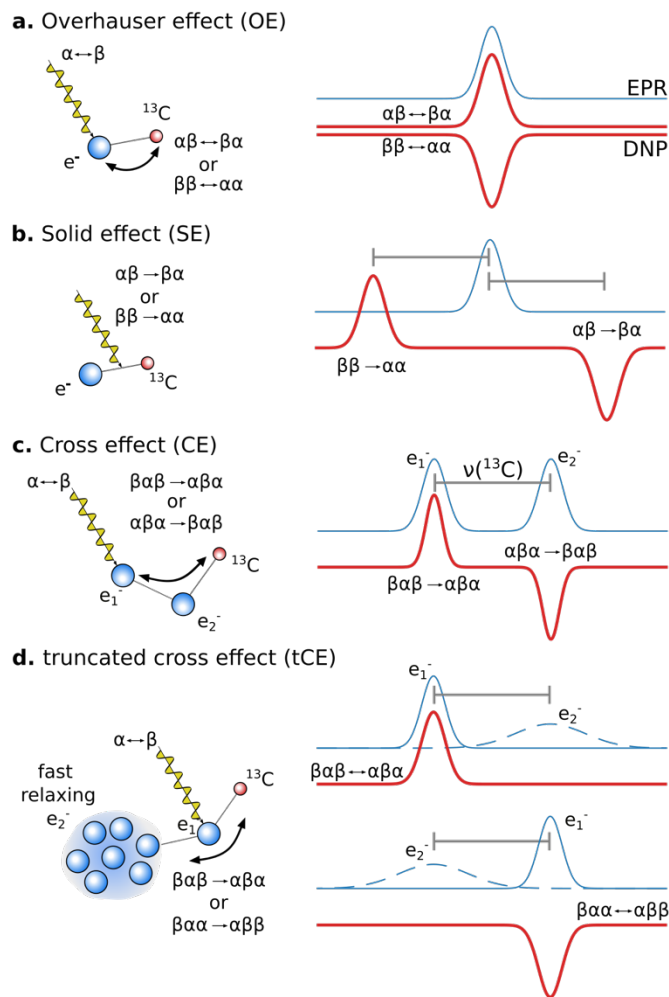 a. Overhauser effect (OE)
α↔β
¹³C
e⁻
αβ↔βα
or
ββ↔αα
EPR
αβ↔βα
ββ↔αα
DNP
b. Solid effect (SE)
αβ→βα
or
ββ→αα
¹³C
e⁻
αβ→βα
ββ→αα
c. Cross effect (CE)
α↔β
βαβ→αβα
or
αβα→βαβ
¹³C
e₁⁻
e₂⁻
e₁⁻
ν(¹³C)
e₂⁻
αβα→βαβ
βαβ→αβα
d. truncated cross effect (tCE)
α↔β
¹³C
fast
relaxing
e₂⁻
e₁
βαβ→αβα
or
βαα→αββ
e₁⁻
e₂⁻
βαβ↔αβα
e₁⁻
e₂⁻
βαα↔αββ